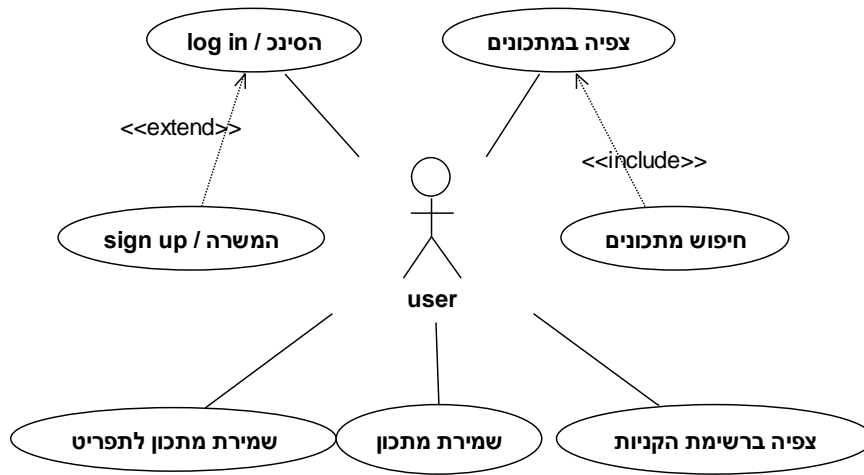 log in / הסינכ
צפיה במתכונים
<<extend>>
<<include>>
sign up / המשרה
חיפוש מתכונים
user
שמירת מתכון לתפריט
שמירת מתכון
צפיה ברשימת הקניות